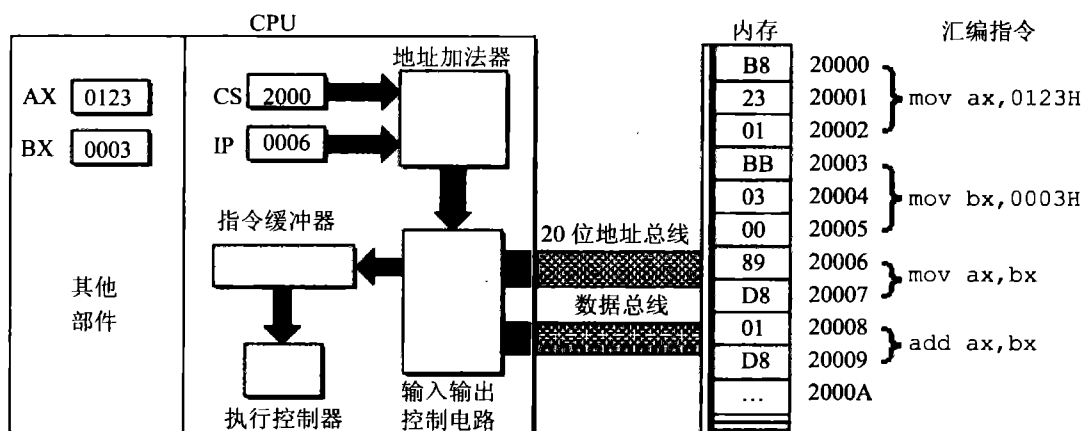 CPU
地址加法器
AX 0123
BX 0003
CS 2000
IP 0006
指令缓冲器
其他
部件
执行控制器
输入输出
控制电路
20 位地址总线
数据总线
内存
汇编指令
B8 20000
23 20001 mov ax,0123H
01 20002
BB 20003
03 20004 mov bx,0003H
00 20005
89 20006
mov ax,bx
D8 20007
01 20008
add ax,bx
D8 20009
… 2000A